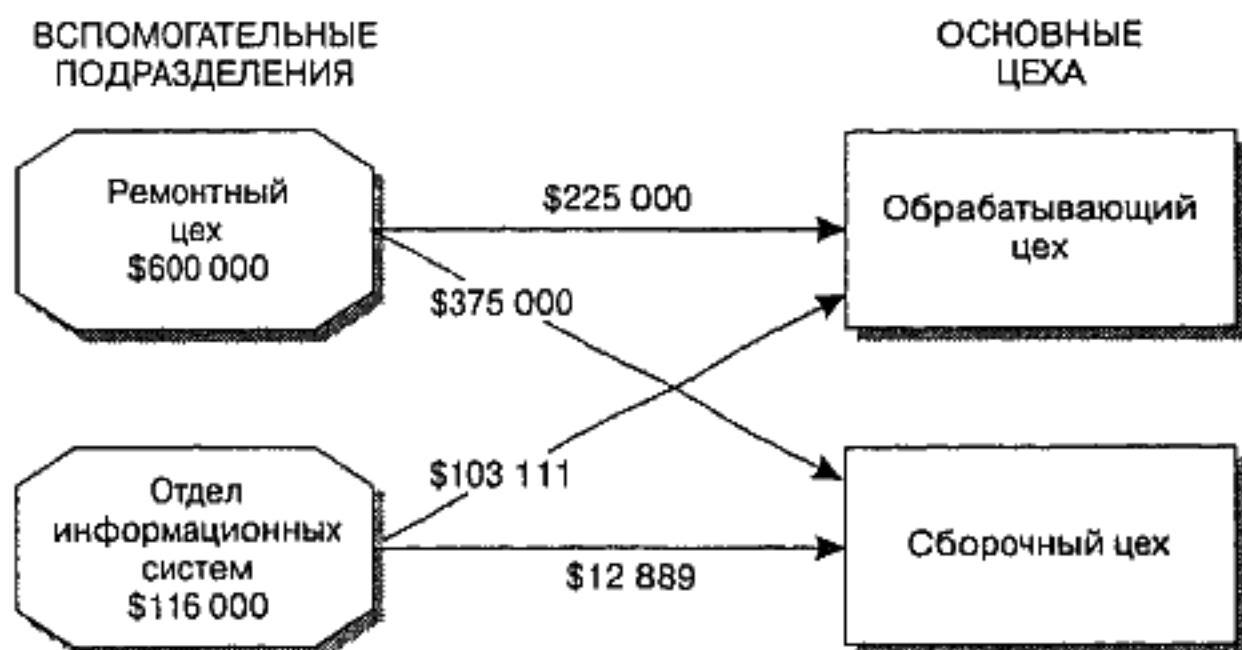 ВСПОМОГАТЕЛЬНЫЕ
ПОДРАЗДЕЛЕНИЯ
ОСНОВНЫЕ
ЦЕХА
Ремонтный
цех
$600 000
$225 000
$375 000
Обрабатывающий
цех
Отдел
информационных
систем
$116 000
$103 111
$12 889
Сборочный цех